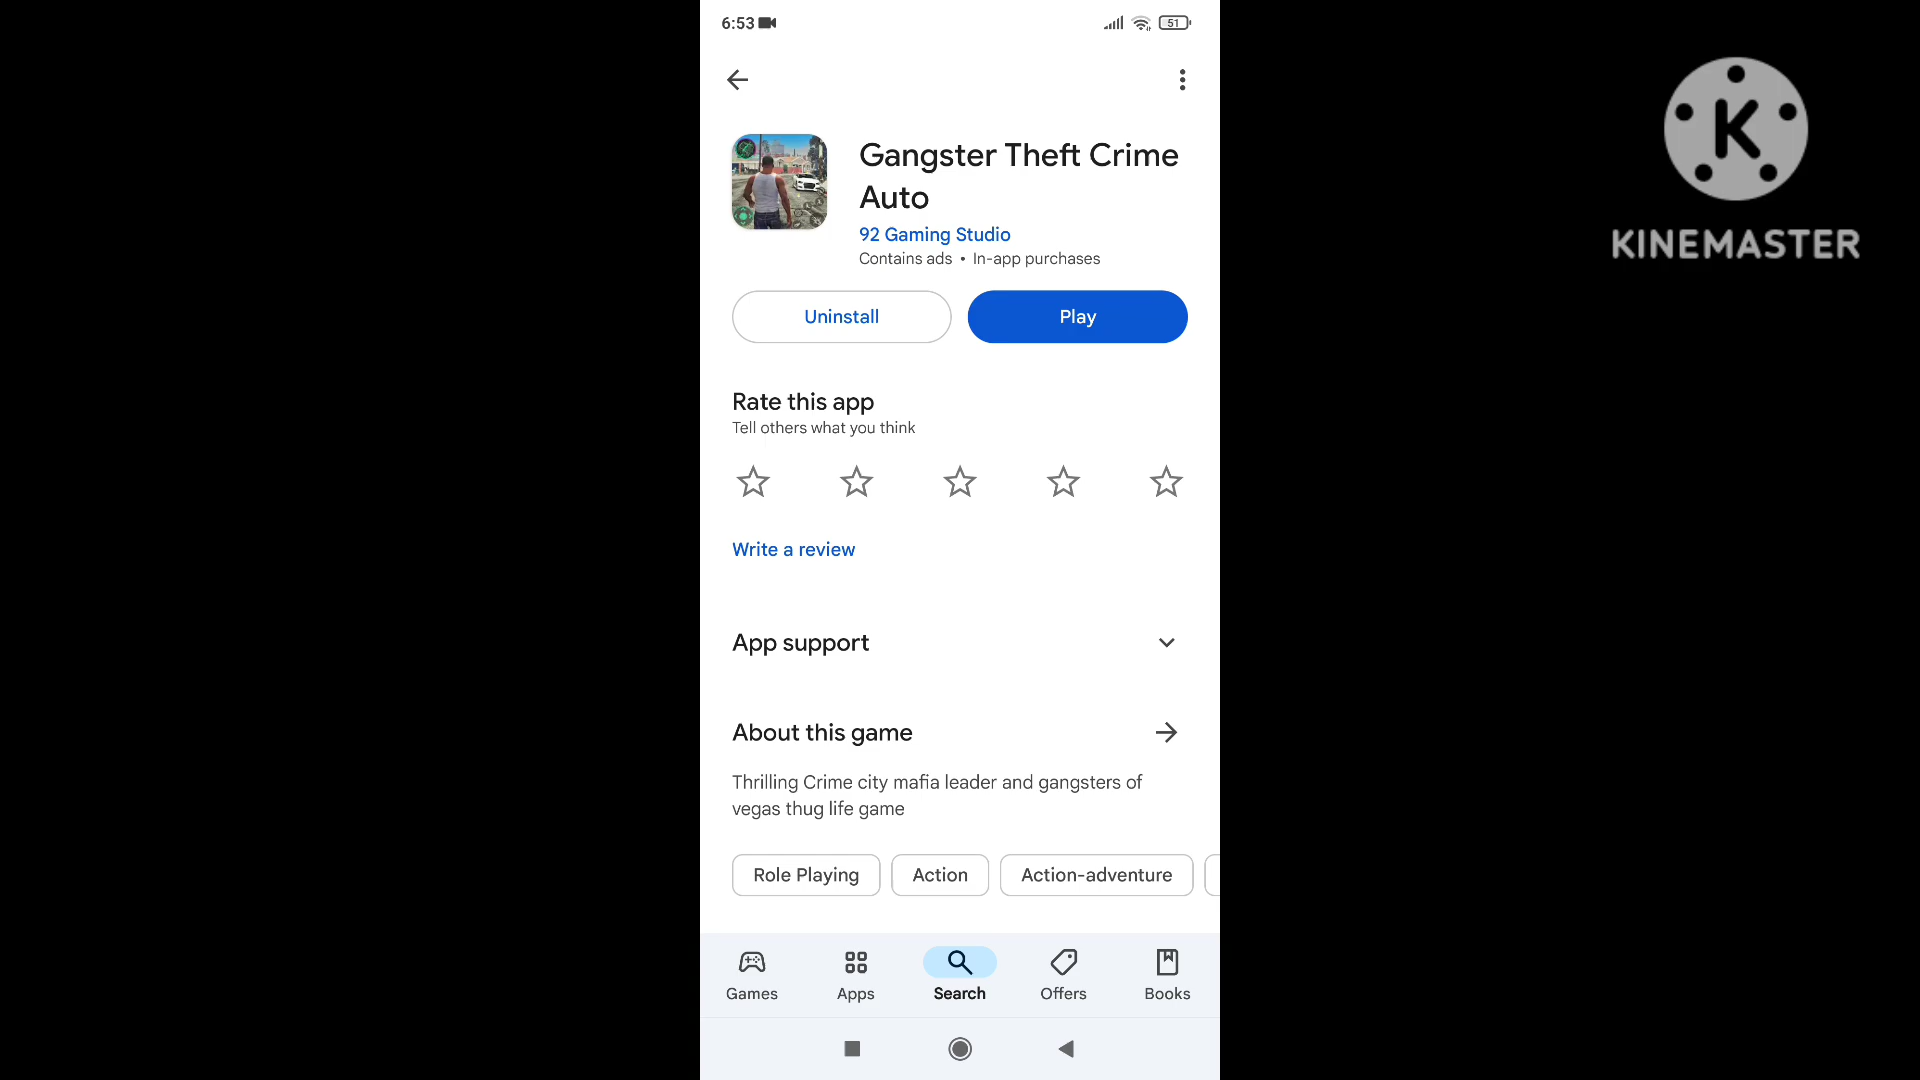 6:53
51
KINEMASTER
Gangster Theft Crime
Auto
92 Gaming Studio
Contains ads • In-app purchases
Uninstall
Play
Rate this app
Tell others what you think
Write a review
App support
About this game
Thrilling Crime city mafia leader and gangsters of
vegas thug life game
Role Playing
Action
Action-adventure
Games
Apps
Search
Offers
Books